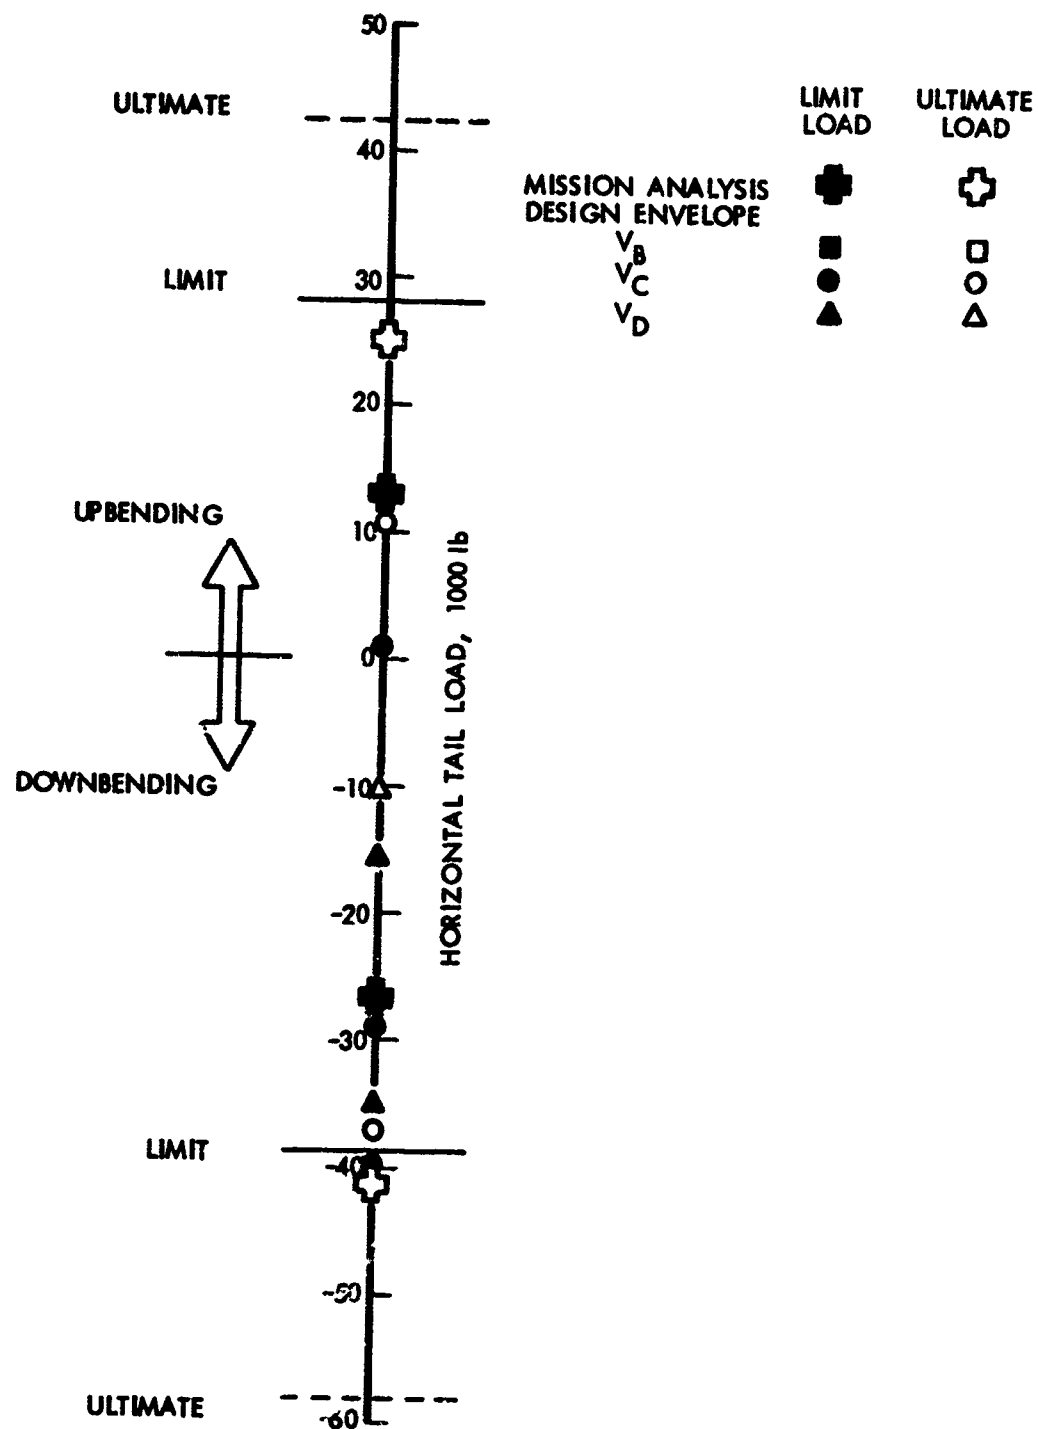 50
ULTIMATE
40
LIMIT
30
20
UPBENDING
10
0
DOWNBENDING
-10
-20
-30
LIMIT
-40
-50
ULTIMATE
-60
HORIZONTAL TAIL LOAD, 1000 lb
LIMIT ULTIMATE
LOAD LOAD
MISSION ANALYSIS
DESIGN ENVELOPE
VB
VC
VD